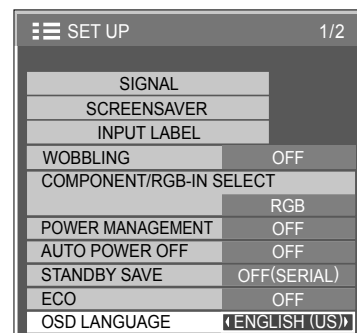 SET UP 1/2
SIGNAL
SCREENSAVER
INPUT LABEL
WOBBLING OFF
COMPONENT/RGB-IN SELECT
RGB
POWER MANAGEMENT OFF
AUTO POWER OFF OFF
STANDBY SAVE OFF(SERIAL)
ECO OFF
OSD LANGUAGE ENGLISH (US)